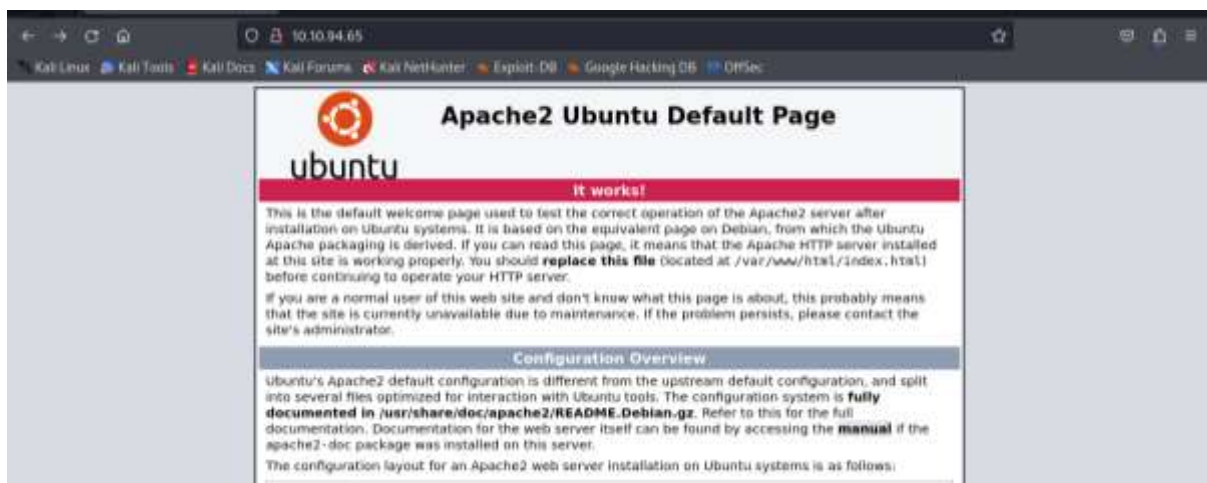 10.10.94.65
Kali Linux Kali Tools Kali Docs Kali Forums Kali NetHunter Exploit-DB Google Hacking DB OffSec
Apache2 Ubuntu Default Page
ubuntu
It works!
This is the default welcome page used to test the correct operation of the Apache2 server after
installation on Ubuntu systems. It is based on the equivalent page on Debian, from which the Ubuntu
Apache packaging is derived. If you can read this page, it means that the Apache HTTP server installed
at this site is working properly. You should replace this file (located at /var/www/html/index.html)
before continuing to operate your HTTP server.
If you are a normal user of this web site and don't know what this page is about, this probably means
that the site is currently unavailable due to maintenance. If the problem persists, please contact the
site's administrator.
Configuration Overview
Ubuntu's Apache2 default configuration is different from the upstream default configuration, and split
into several files optimized for interaction with Ubuntu tools. The configuration system is fully
documented in /usr/share/doc/apache2/README.Debian.gz. Refer to this for the full
documentation. Documentation for the web server itself can be found by accessing the manual if the
apache2-doc package was installed on this server.
The configuration layout for an Apache2 web server installation on Ubuntu systems is as follows: